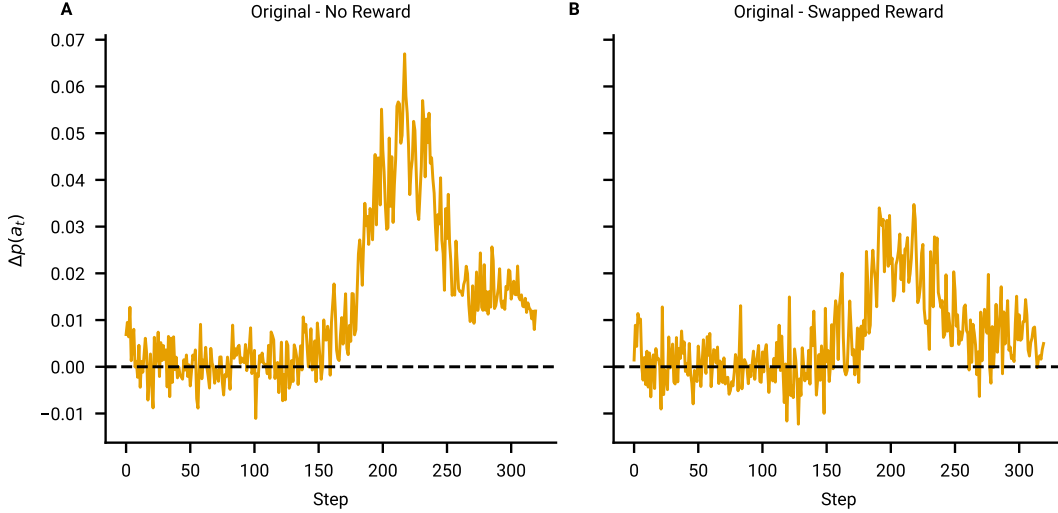 A
Original - No Reward
B
Original - Swapped Reward
0.07
0.06
0.05
0.04
0.03
0.02
0.01
0.00
−0.01
Δp(aₜ)
0 50 100 150 200 250 300
Step
0 50 100 150 200 250 300
Step